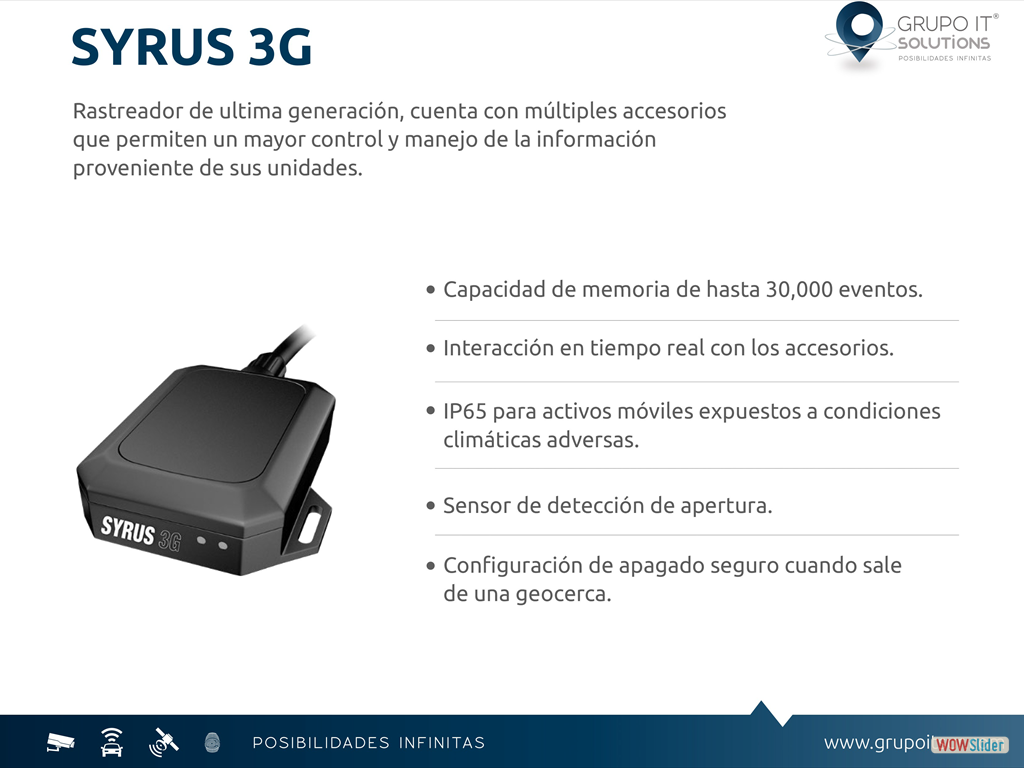 SYRUS 3G
GRUPO IT®
SOLUTIONS
POSIBILIDADES INFINITAS
Rastreador de ultima generación, cuenta con múltiples accesorios
que permiten un mayor control y manejo de la información
proveniente de sus unidades.
• Capacidad de memoria de hasta 30,000 eventos.
• Interacción en tiempo real con los accesorios.
• IP65 para activos móviles expuestos a condiciones
climáticas adversas.
• Sensor de detección de apertura.
• Configuración de apagado seguro cuando sale
de una geocerca.
SYRUS 3G
POSIBILIDADES INFINITAS
WOWSlider